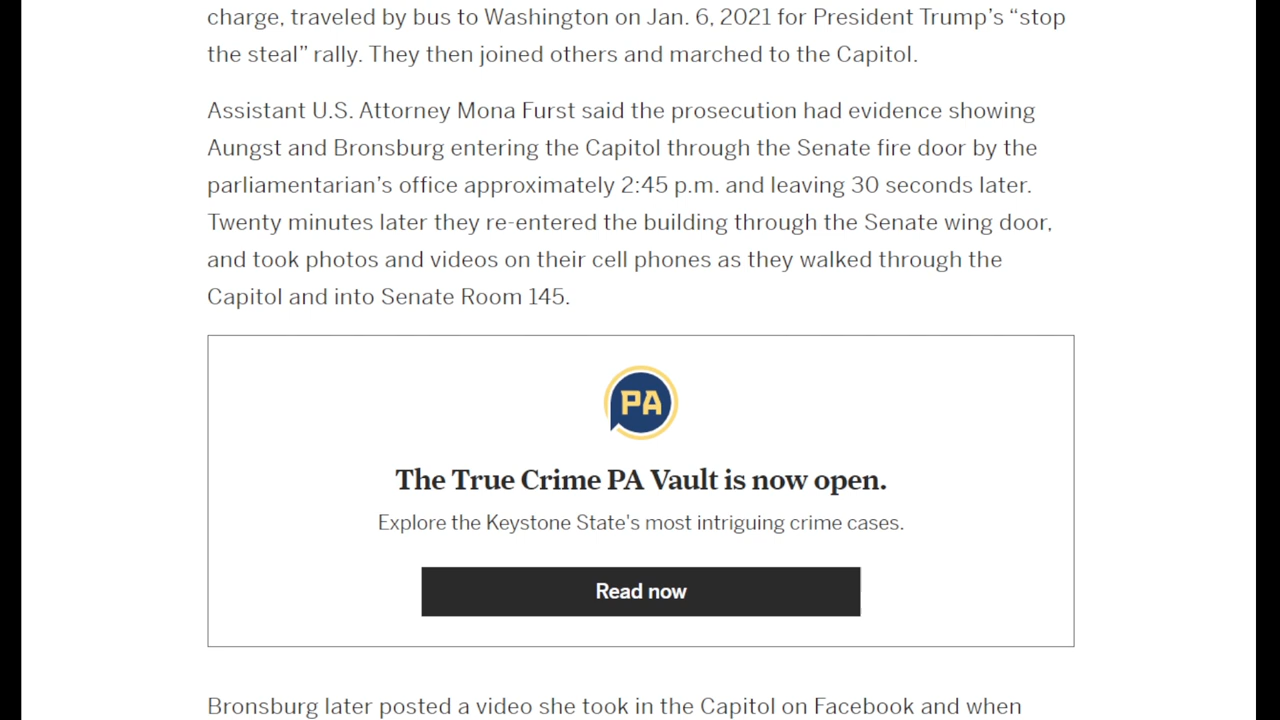 charge, traveled by bus to Washington on Jan. 6, 2021 for President Trump’s “stop
the steal” rally. They then joined others and marched to the Capitol.
Assistant U.S. Attorney Mona Furst said the prosecution had evidence showing
Aungst and Bronsburg entering the Capitol through the Senate fire door by the
parliamentarian’s office approximately 2:45 p.m. and leaving 30 seconds later.
Twenty minutes later they re-entered the building through the Senate wing door,
and took photos and videos on their cell phones as they walked through the
Capitol and into Senate Room 145.
PA
The True Crime PA Vault is now open.
Explore the Keystone State's most intriguing crime cases.
Read now
Bronsburg later posted a video she took in the Capitol on Facebook and when